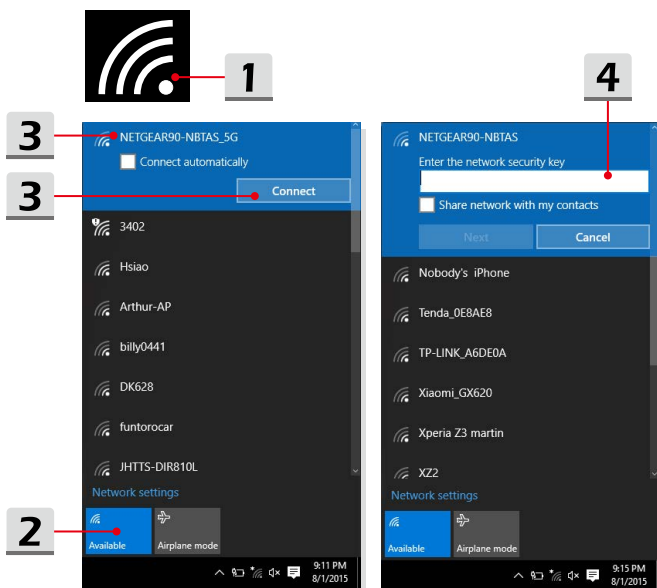 1
4
3
NETGEAR90-NBTAS_5G
Connect automatically
3
Connect
3402
Hsiao
Arthur-AP
billy0441
DK628
funtorocar
JHTTS-DIR810L
Network settings
2
Available
Airplane mode
9:11 PM
8/1/2015
NETGEAR90-NBTAS
Enter the network security key
Share network with my contacts
Next
Cancel
Nobody's iPhone
Tenda_0E8AE8
TP-LINK_A6DE0A
Xiaomi_GX620
Xperia Z3 martin
XZ2
Network settings
Available
Airplane mode
9:15 PM
8/1/2015